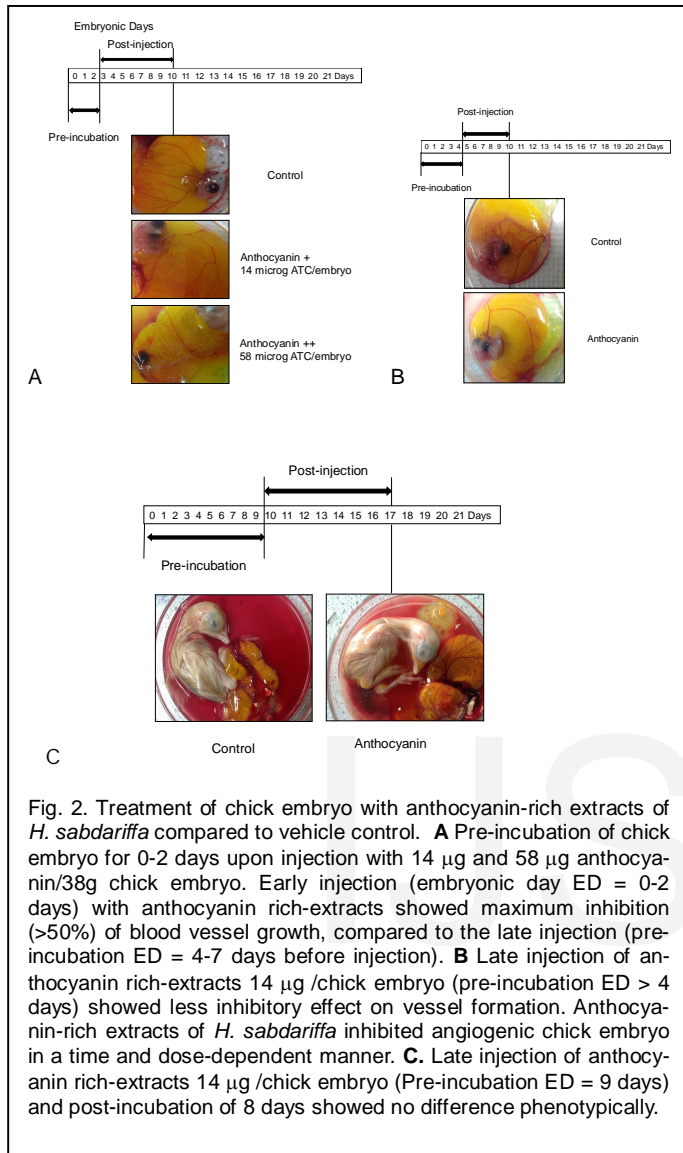 Embryonic Days
Post-injection
0 1 2 3 4 5 6 7 8 9 10 11 12 13 14 15 16 17 18 19 20 21 Days
Pre-incubation
Control
Anthocyanin +
14 microg ATC/embryo
Anthocyanin ++
58 microg ATC/embryo
A
Post-injection
0 1 2 3 4 5 6 7 8 9 10 11 12 13 14 15 16 17 18 19 20 21 Days
Pre-incubation
Control
Anthocyanin
B
Post-injection
0 1 2 3 4 5 6 7 8 9 10 11 12 13 14 15 16 17 18 19 20 21 Days
Pre-incubation
Control
Anthocyanin
C
Fig. 2. Treatment of chick embryo with anthocyanin-rich extracts of
H. sabdariffa compared to vehicle control. A Pre-incubation of chick
embryo for 0-2 days upon injection with 14 µg and 58 µg anthocya-
nin/38g chick embryo. Early injection (embryonic day ED = 0-2
days) with anthocyanin rich-extracts showed maximum inhibition
(>50%) of blood vessel growth, compared to the late injection (pre-
incubation ED = 4-7 days before injection). B Late injection of an-
thocyanin rich-extracts 14 µg /chick embryo (pre-incubation ED > 4
days) showed less inhibitory effect on vessel formation. Anthocya-
nin-rich extracts of H. sabdariffa inhibited angiogenic chick embryo
in a time and dose-dependent manner. C. Late injection of anthocy-
anin rich-extracts 14 µg /chick embryo (Pre-incubation ED = 9 days)
and post-incubation of 8 days showed no difference phenotypically.
IJS